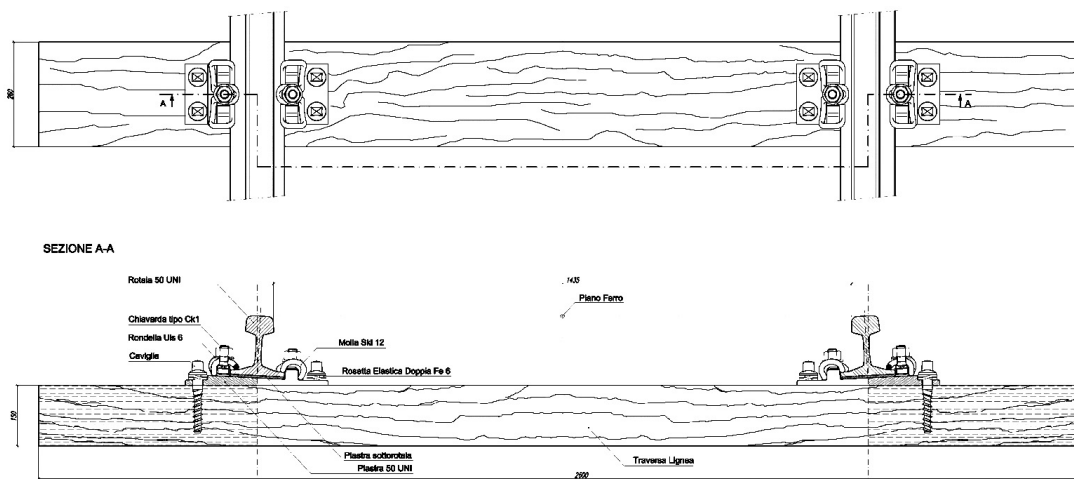 260
A
A
SEZIONE A-A
Rotaia 50 UNI
1435
Piano Ferro
Chiavarda tipo Ck1
Rondella Uls 6
Molla Skl 12
Caviglia
Rosetta Elastica Doppia Fe 6
150
Piastra sottorotaia
Piastra 50 UNI
Traversa Lignea
2600